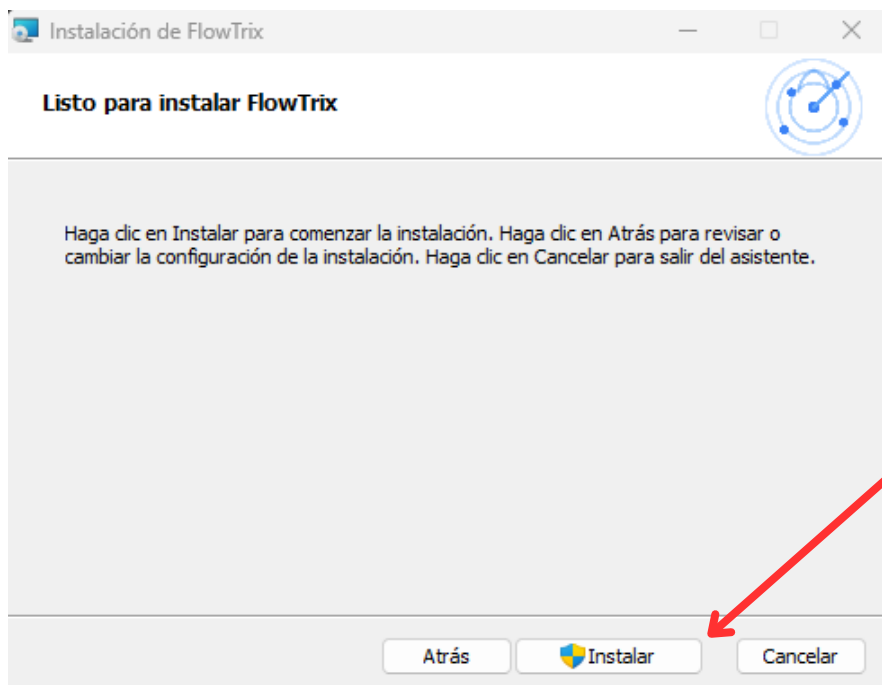 Instalación de FlowTrix
Listo para instalar FlowTrix
Haga clic en Instalar para comenzar la instalación. Haga clic en Atrás para revisar o
cambiar la configuración de la instalación. Haga clic en Cancelar para salir del asistente.
Atrás
Instalar
Cancelar